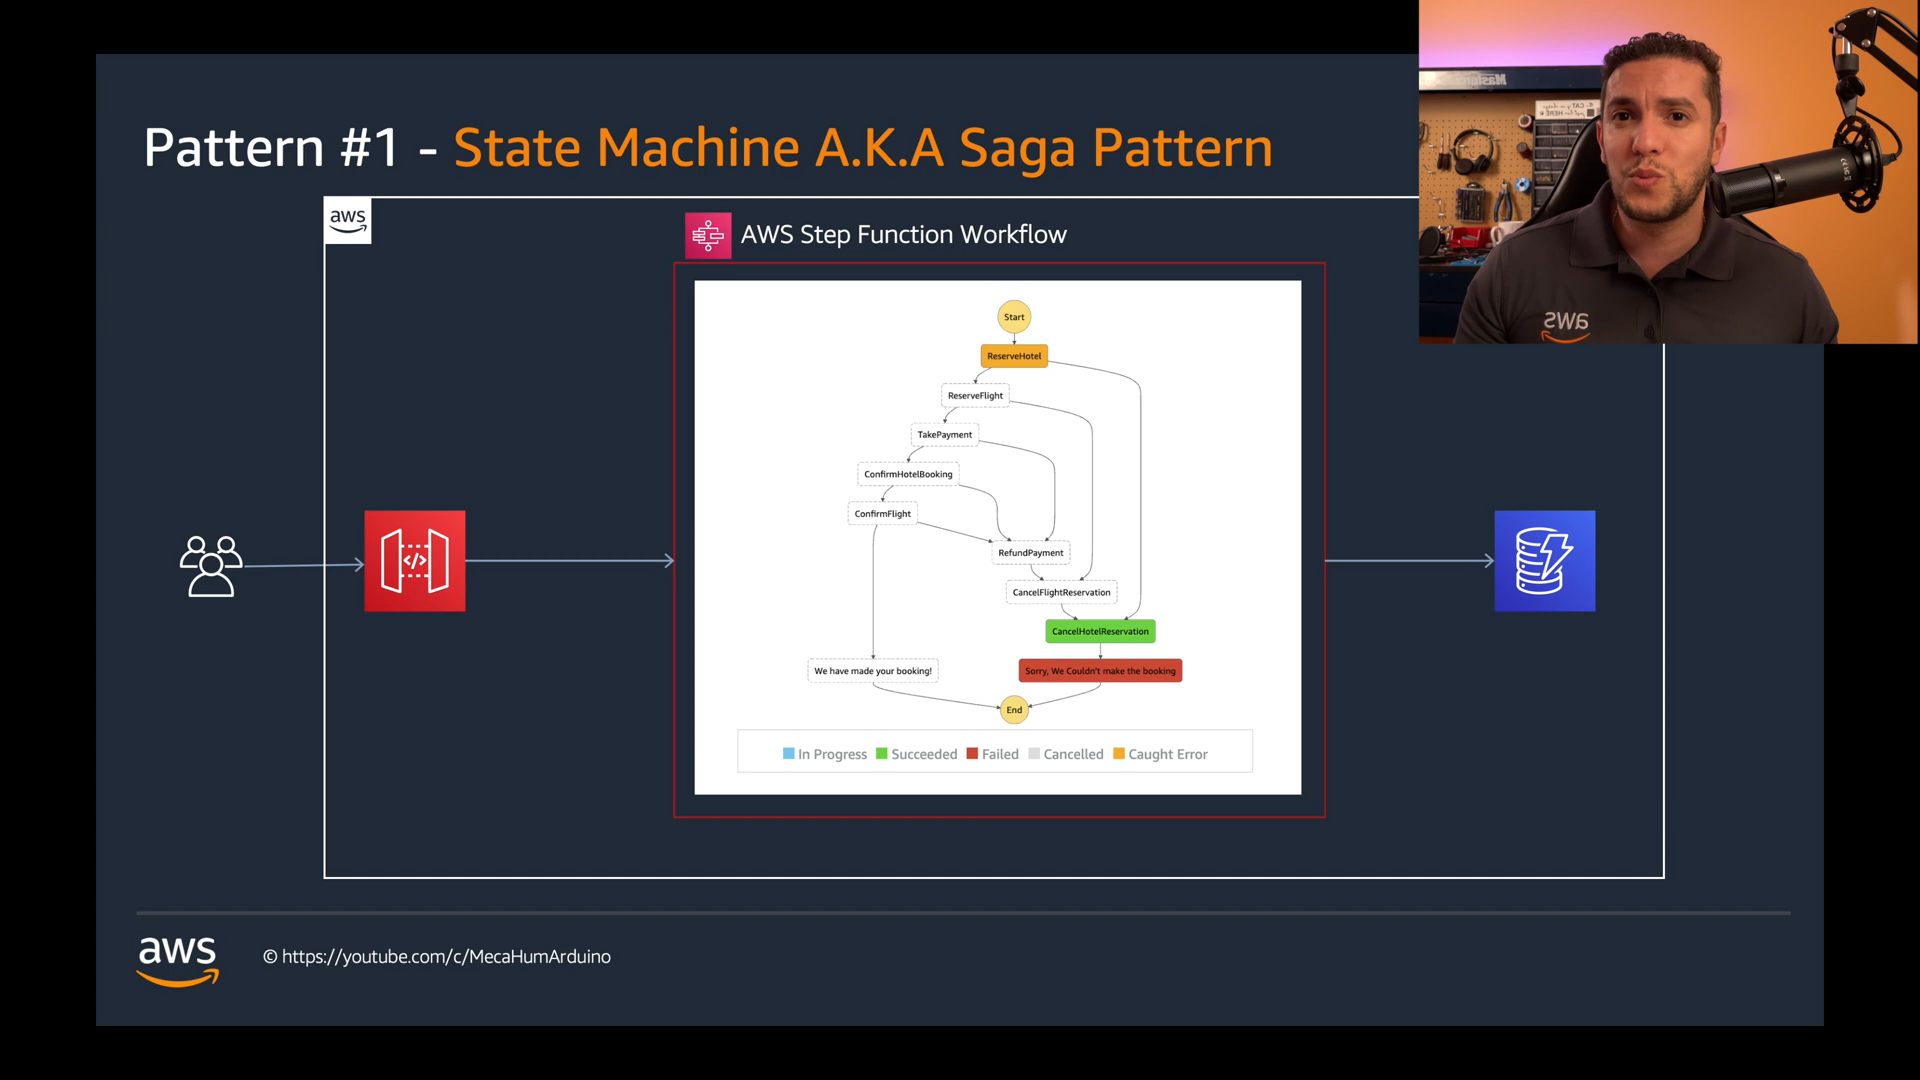 Pattern #1 - State Machine A.K.A Saga Pattern
aws
AWS Step Function Workflow
Start
ReserveHotel
ReserveFlight
TakePayment
ConfirmHotelBooking
ConfirmFlight
RefundPayment
CancelFlightReservation
CancelHotelReservation
We have made your booking!
Sorry, We Couldn't make the booking
End
In Progress Succeeded Failed Cancelled Caught Error
</>
aws
aws
© https://youtube.com/c/MecaHumArduino